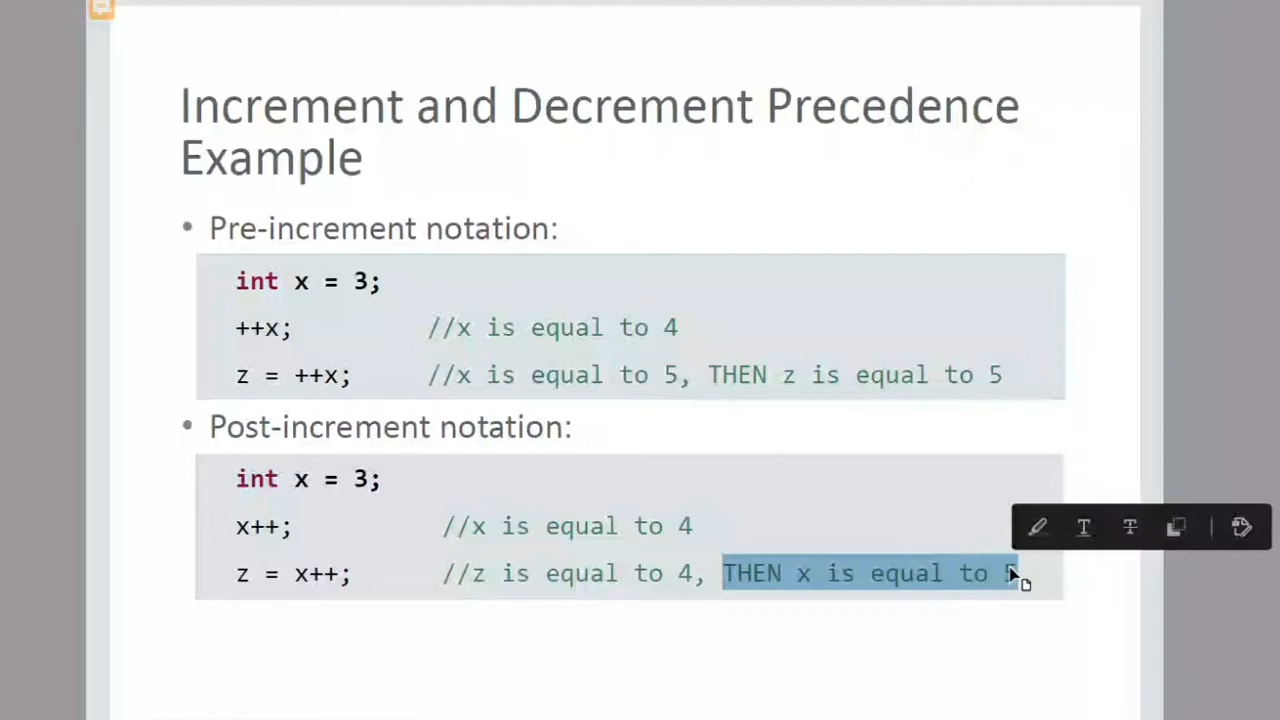 Increment and Decrement Precedence
Example
• Pre-increment notation:
int x = 3;
++x; //x is equal to 4
z = ++x; //x is equal to 5, THEN z is equal to 5
• Post-increment notation:
int x = 3;
x++; //x is equal to 4
z = x++; //z is equal to 4, THEN x is equal to 5